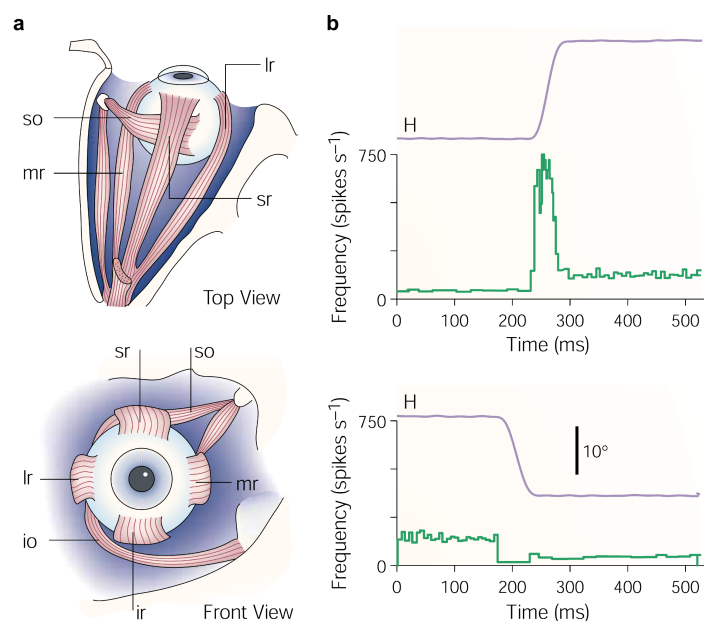 a
lr
so
mr
sr
Top View
sr
so
lr
mr
io
ir
Front View
b
H
750
0
Frequency (spikes s⁻¹)
0 100 200 300 400 500
Time (ms)
H
750
10°
0
Frequency (spikes s⁻¹)
0 100 200 300 400 500
Time (ms)